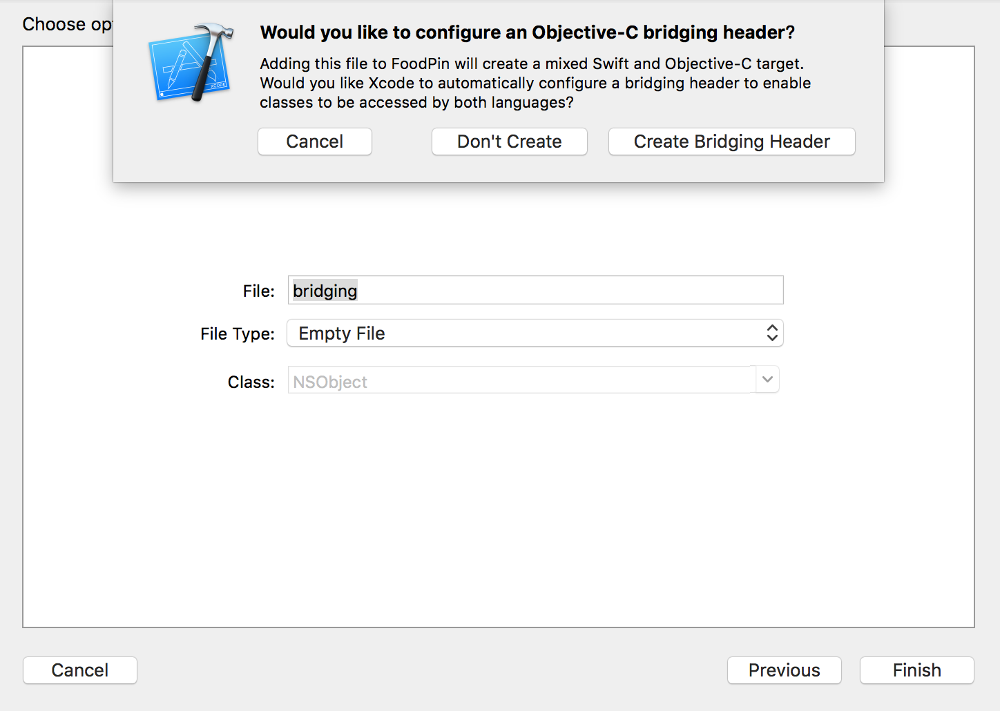 Choose op
Would you like to configure an Objective-C bridging header?
Adding this file to FoodPin will create a mixed Swift and Objective-C target.
Would you like Xcode to automatically configure a bridging header to enable
classes to be accessed by both languages?
Cancel
Don't Create
Create Bridging Header
File:
bridging
File Type:
Empty File
Class:
NSObject
Cancel
Previous
Finish